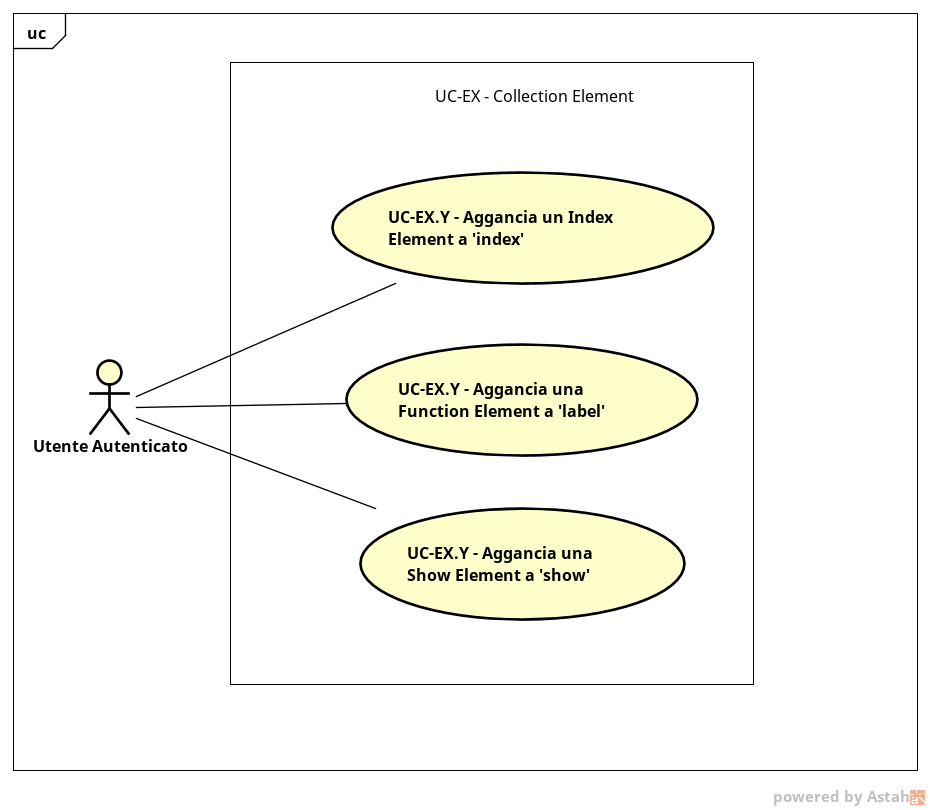 uc
UC-EX - Collection Element
UC-EX.Y - Aggancia un Index
Element a 'index'
UC-EX.Y - Aggancia una
Function Element a 'label'
Utente Autenticato
UC-EX.Y - Aggancia una
Show Element a 'show'
powered by Astah